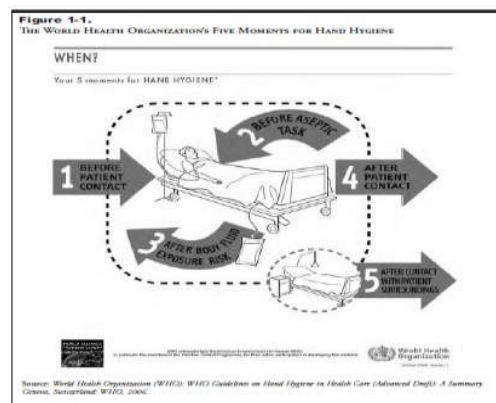 Figure 1-1.
THE WORLD HEALTH ORGANIZATION'S FIVE MOMENTS FOR HAND HYGIENE
WHEN?
Your 5 moments for HAND HYGIENE*
1 BEFORE
PATIENT
CONTACT
2 BEFORE ASEPTIC
TASK
3 AFTER BODY FLUID
EXPOSURE RISK
4 AFTER
PATIENT
CONTACT
5 AFTER CONTACT
WITH PATIENT
SURROUNDINGS
World Health
Organization
Source: World Health Organization (WHO): WHO Guidelines on Hand Hygiene in Health Care (Advanced Draft): A Summary.
Geneva, Switzerland: WHO, 2006.